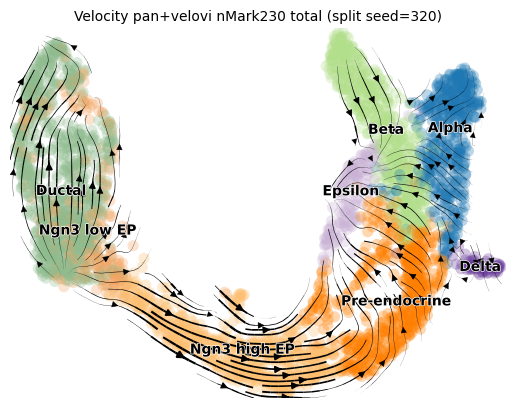 Velocity pan+velovi nMark230 total (split seed=320)
Beta
Alpha
Ductal
Epsilon
Ngn3 low EP
Delta
Pre-endocrine
Ngn3 high EP